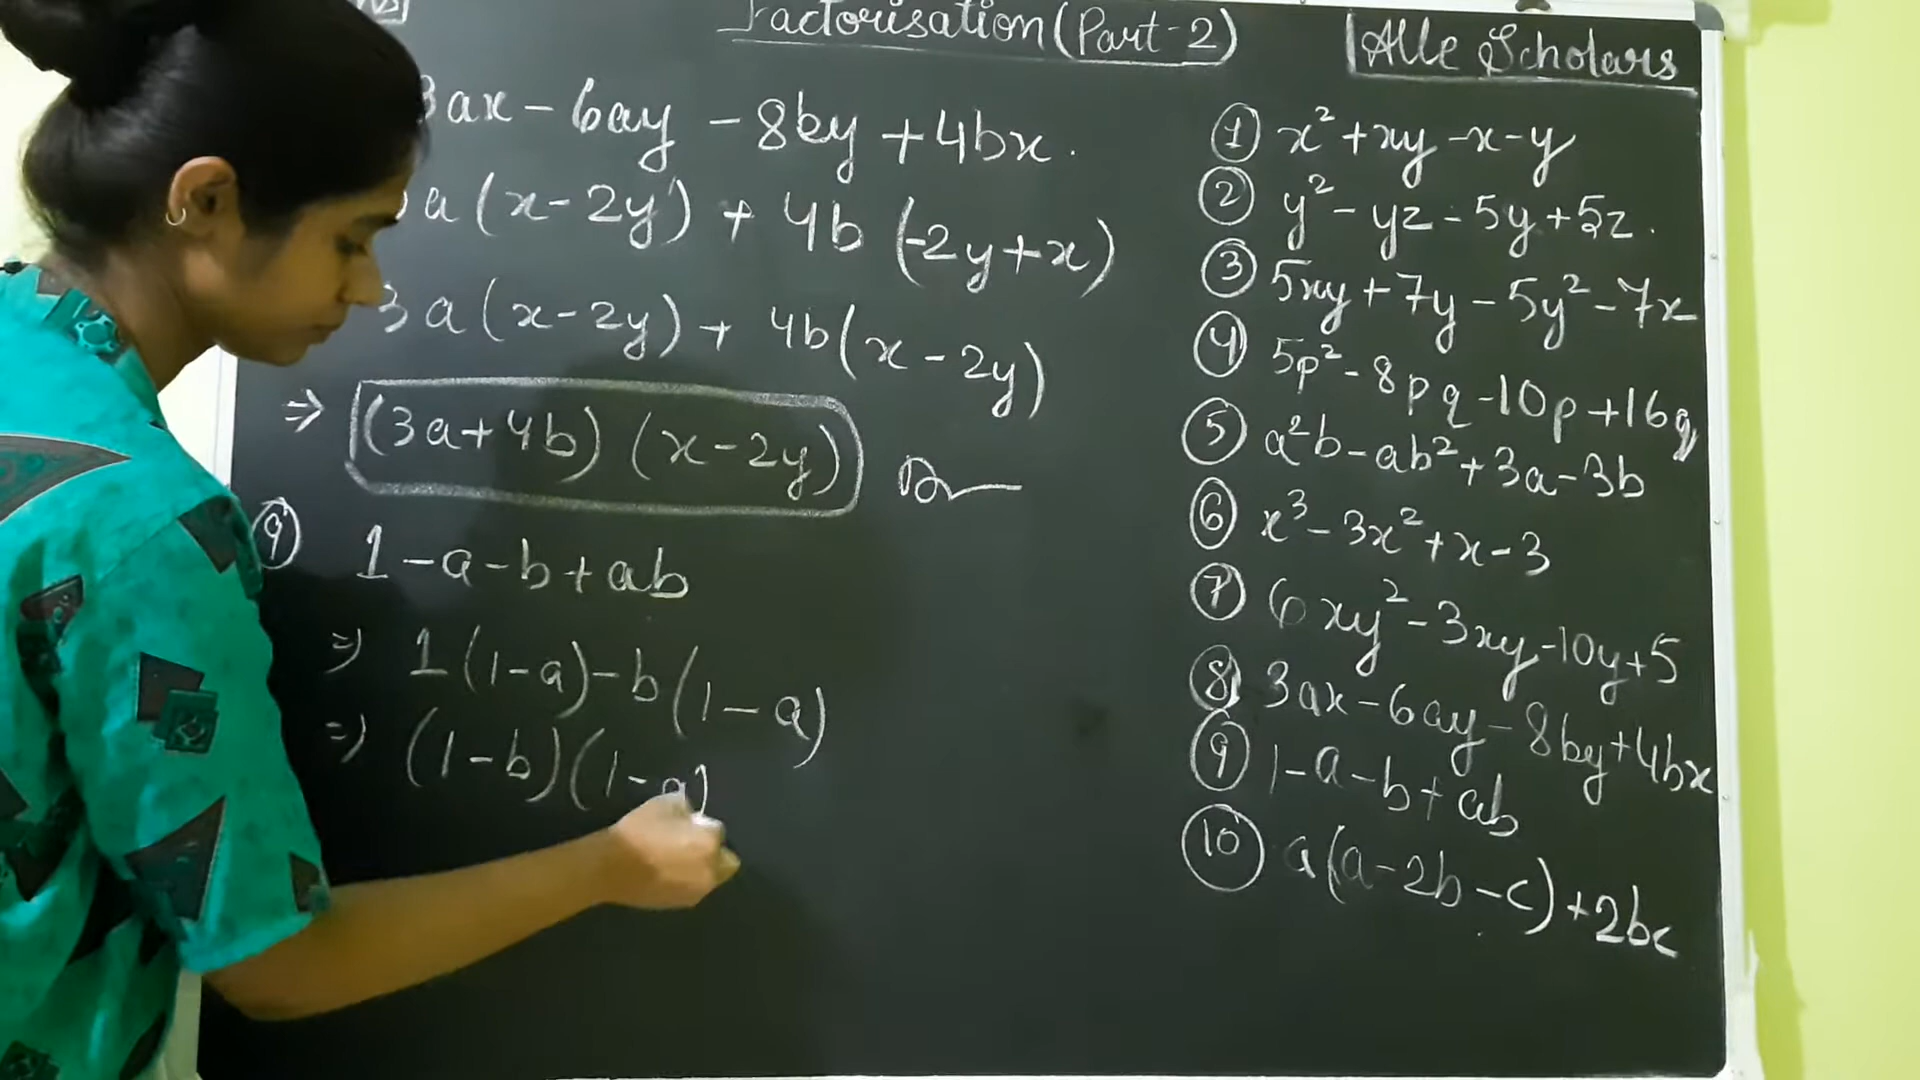 Factorisation (Part-2)
Alle Scholars
3ax - 6ay - 8by + 4bx.
a (x-2y) + 4b (-2y+x)
3a (x-2y) + 4b (x-2y)
⇒ (3a+4b) (x-2y)
⑨ 1-a-b+ab
⇒ 1(1-a)-b(1-a)
⇒ (1-b)(1-a)
① x²+xy-x-y
② y²-yz-5y+5z.
③ 5xy+7y-5y²-7x
④ 5p²-8pq-10p+16q
⑤ a²b-ab²+3a-3b
⑥ x³-3x²+x-3
⑦ 6xy²-3xy-10y+5
⑧ 3ax-6ay-8by+4bx
⑨ 1-a-b+ab
⑩ a(a-2b-c)+2bc